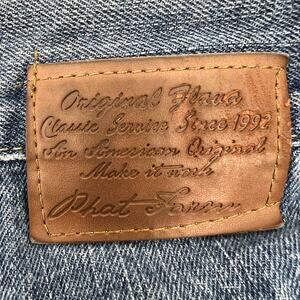 Original Flava
Classic Service Since 1992
An American Original
Make it work
Phat Farm